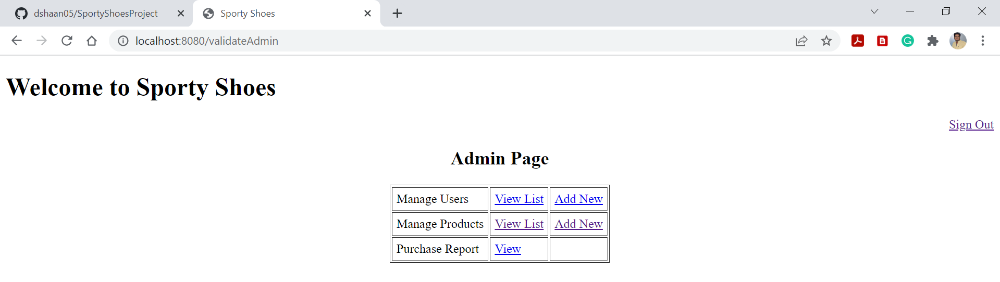 dshaan05/SportyShoesProject
Sporty Shoes
localhost:8080/validateAdmin
Welcome to Sporty Shoes
Sign Out
Admin Page
Manage Users View List Add New
Manage Products View List Add New
Purchase Report View